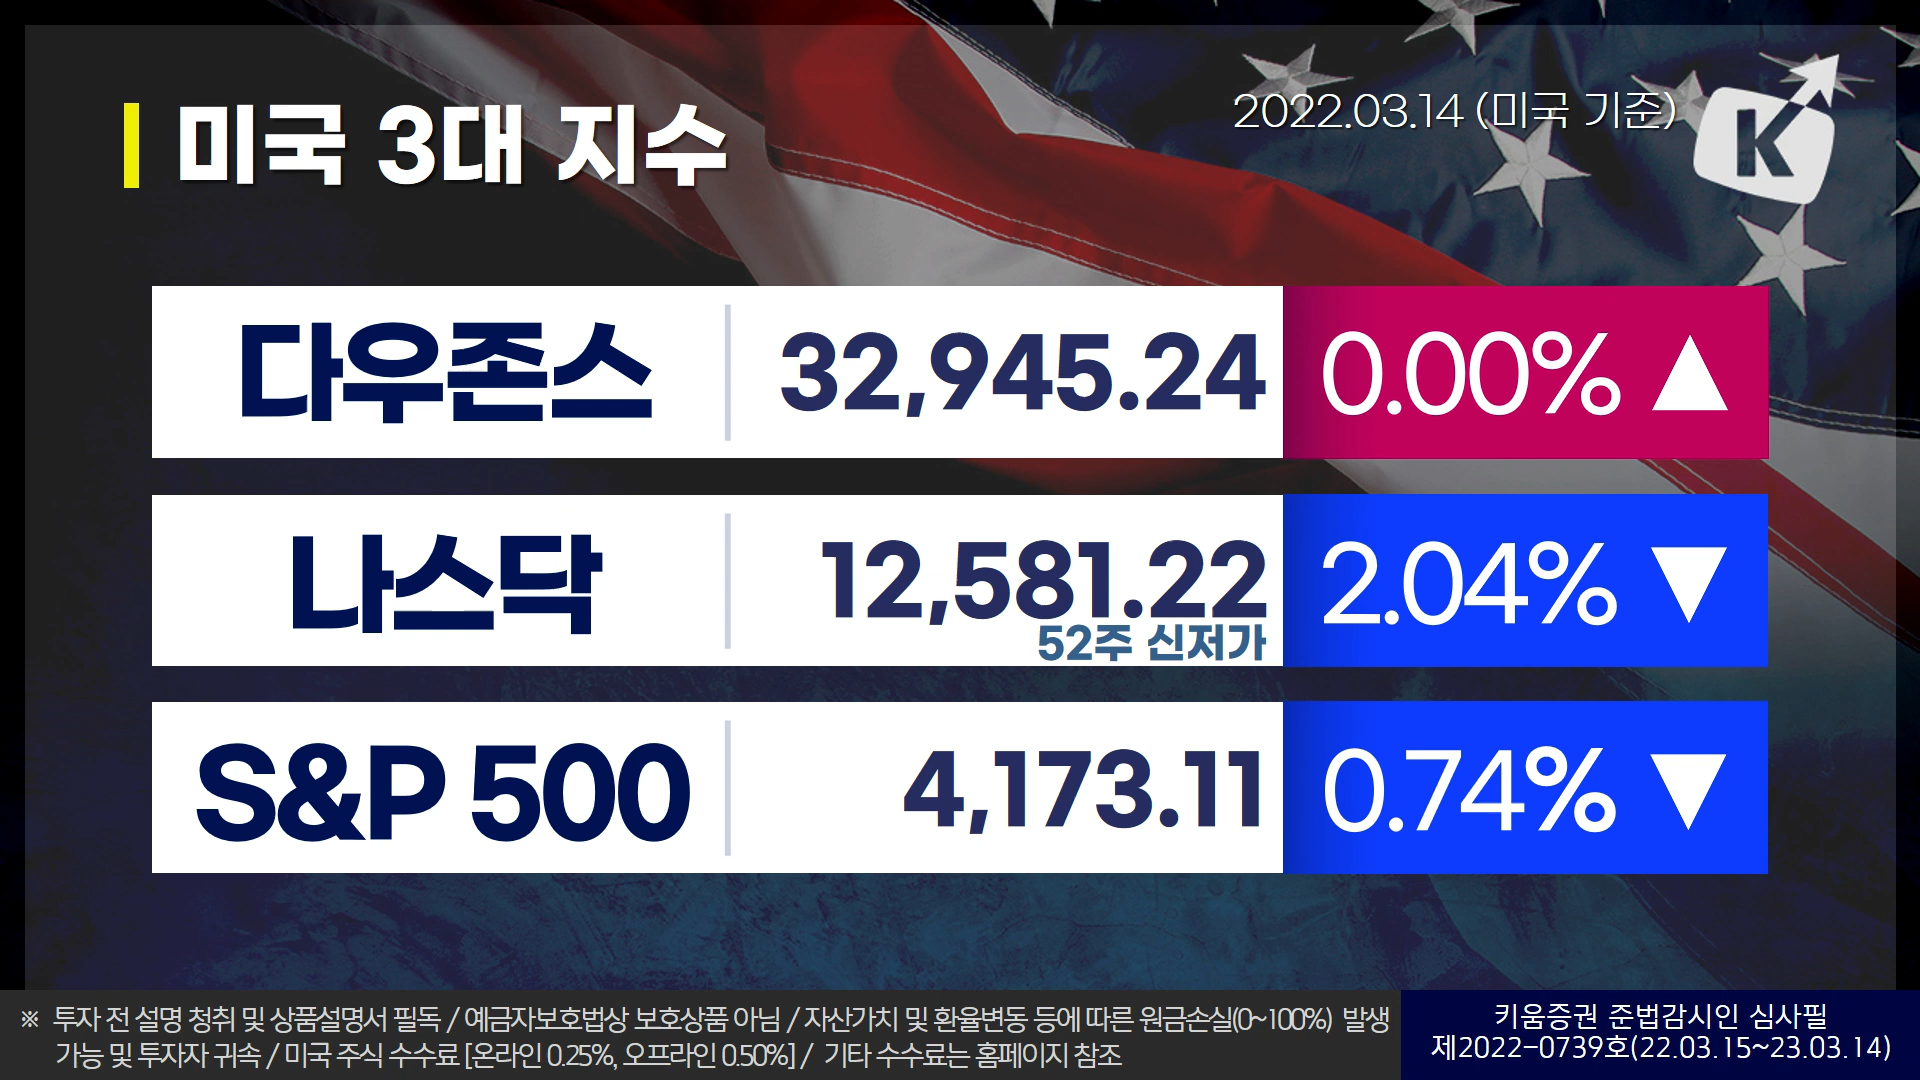 미국 3대 지수
2022.03.14 (미국 기준)
K
다우존스 32,945.24 0.00% ▲
나스닥 12,581.22 2.04% ▼
52주 신저가
S&P 500 4,173.11 0.74% ▼
※ 투자 전 설명 청취 및 상품설명서 필독 / 예금자보호법상 보호상품 아님 / 자산가치 및 환율변동 등에 따른 원금손실(0~100%) 발생
가능 및 투자자 귀속 / 미국 주식 수수료 [온라인 0.25%, 오프라인 0.50%] / 기타 수수료는 홈페이지 참조
키움증권 준법감시인 심사필
제2022-0739호(22.03.15~23.03.14)